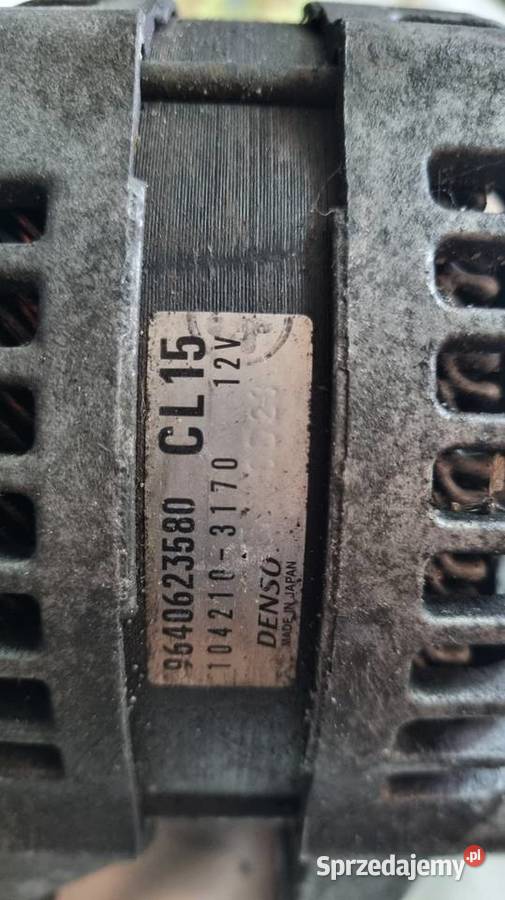 9640623580 CL15
104210-3170 12V
DENSO
MADE IN JAPAN
Sprzedajemy.pl